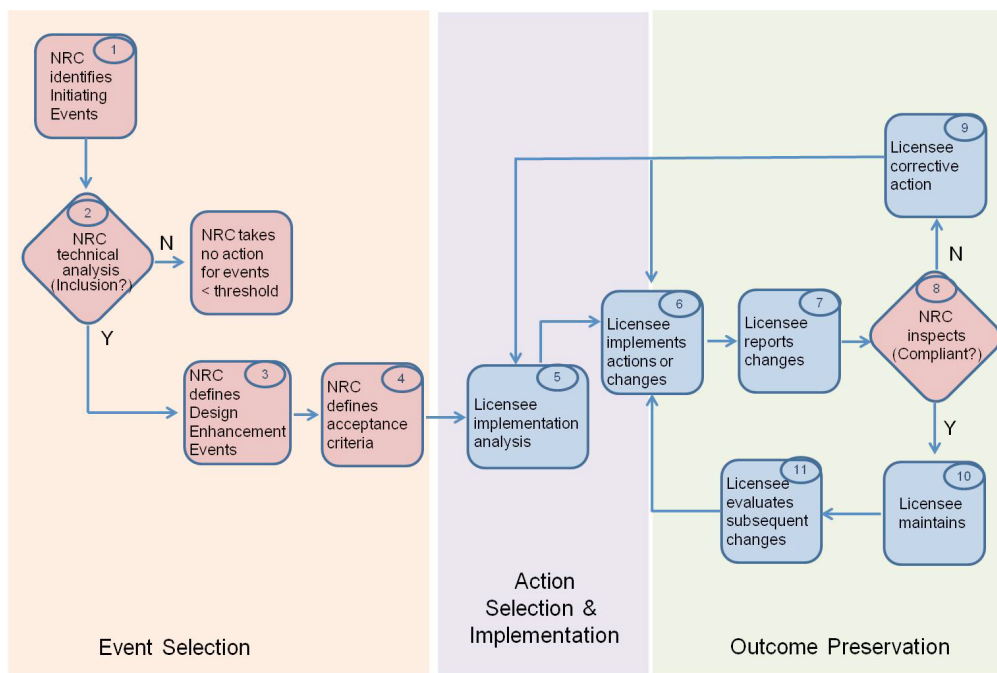 1
NRC
identifies
Initiating
Events
2
NRC
technical
analysis
(Inclusion?)
N
NRC takes
no action
for events
< threshold
Y
3
NRC
defines
Design
Enhancement
Events
4
NRC
defines
acceptance
criteria
5
Licensee
implementation
analysis
6
Licensee
implements
actions or
changes
7
Licensee
reports
changes
8
NRC
inspects
(Compliant?)
N
9
Licensee
corrective
action
Y
10
Licensee
maintains
11
Licensee
evaluates
subsequent
changes
Event Selection
Action
Selection &
Implementation
Outcome Preservation